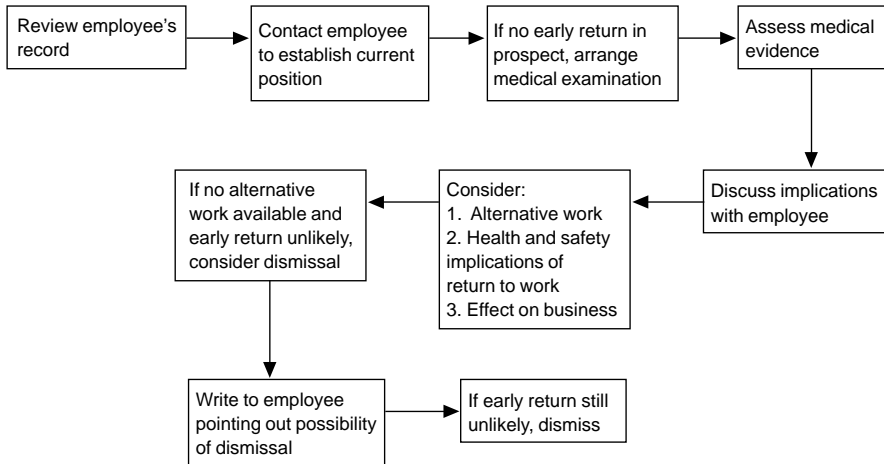 Review employee's
record
Contact employee
to establish current
position
If no early return in
prospect, arrange
medical examination
Assess medical
evidence
Discuss implications
with employee
Consider:
1. Alternative work
2. Health and safety
implications of
return to work
3. Effect on business
If no alternative
work available and
early return unlikely,
consider dismissal
Write to employee
pointing out possibility
of dismissal
If early return still
unlikely, dismiss